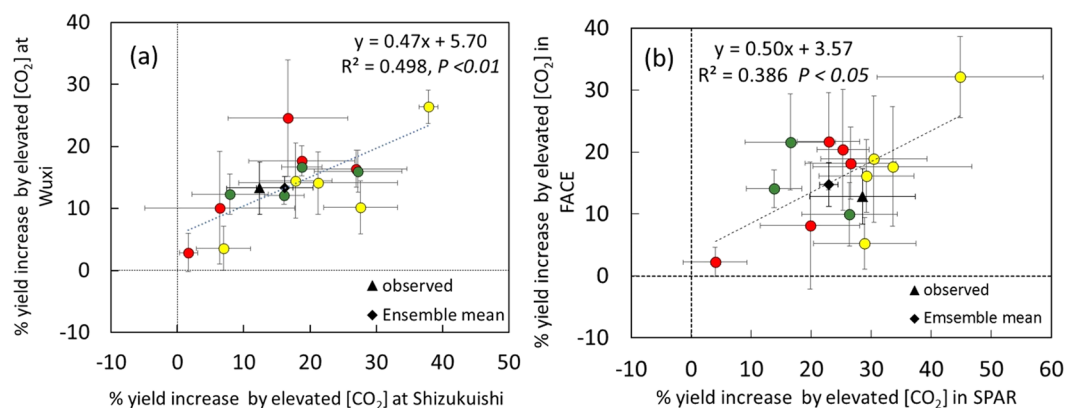 % yield increase by elevated [CO₂] at
Wuxi
40
30
20
10
0
-10
(a)
y = 0.47x + 5.70
R² = 0.498, P <0.01
observed
Ensemble mean
-10 0 10 20 30 40 50
% yield increase by elevated [CO₂] at Shizukuishi
% yield increase by elevated [CO₂] in
FACE
40
30
20
10
0
-10
(b)
y = 0.50x + 3.57
R² = 0.386 P < 0.05
observed
Emsemble mean
-10 0 10 20 30 40 50 60
% yield increase by elevated [CO₂] in SPAR